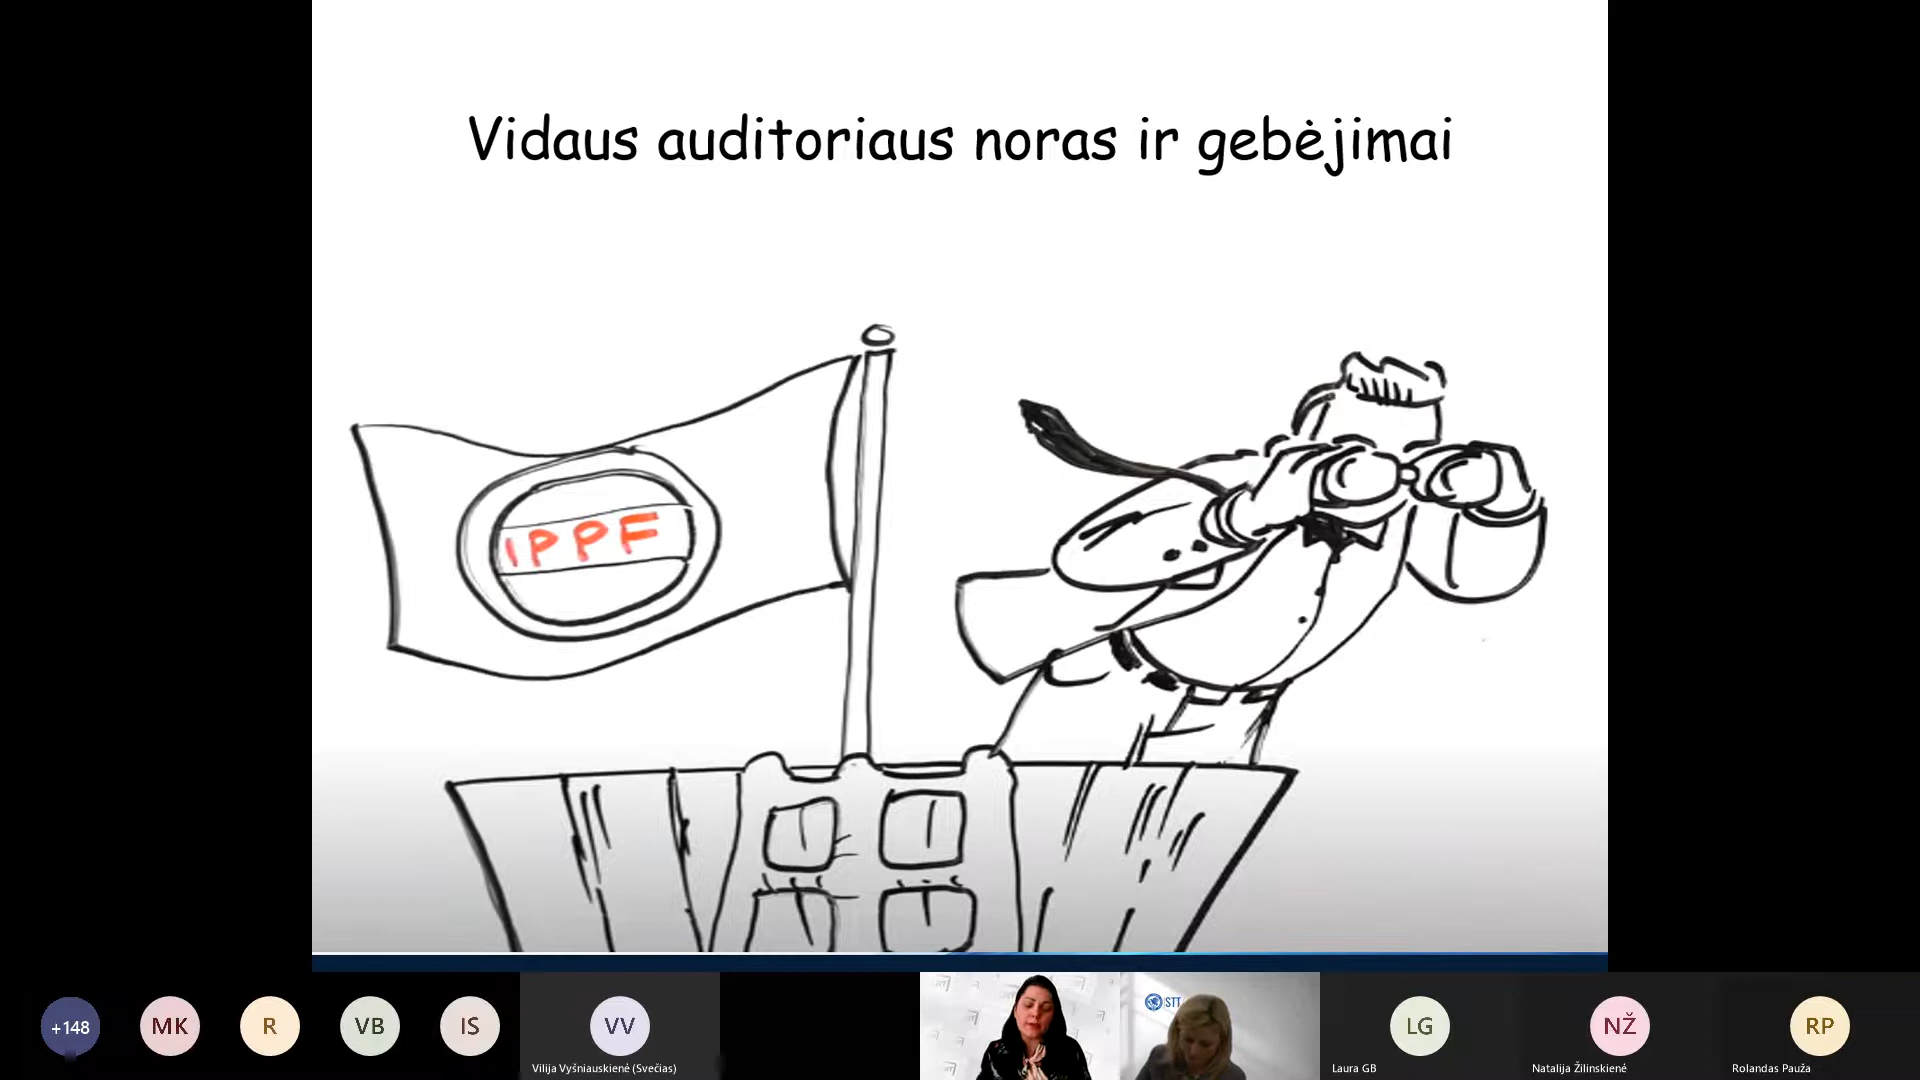 Vidaus auditoriaus noras ir gebėjimai
IPPF
+148
MK
R
VB
IS
VV
Vilija Vyšniauskienė (Svečias)
STT
LG
Laura GB
NŽ
Natalija Žilinskienė
RP
Rolandas Pauža